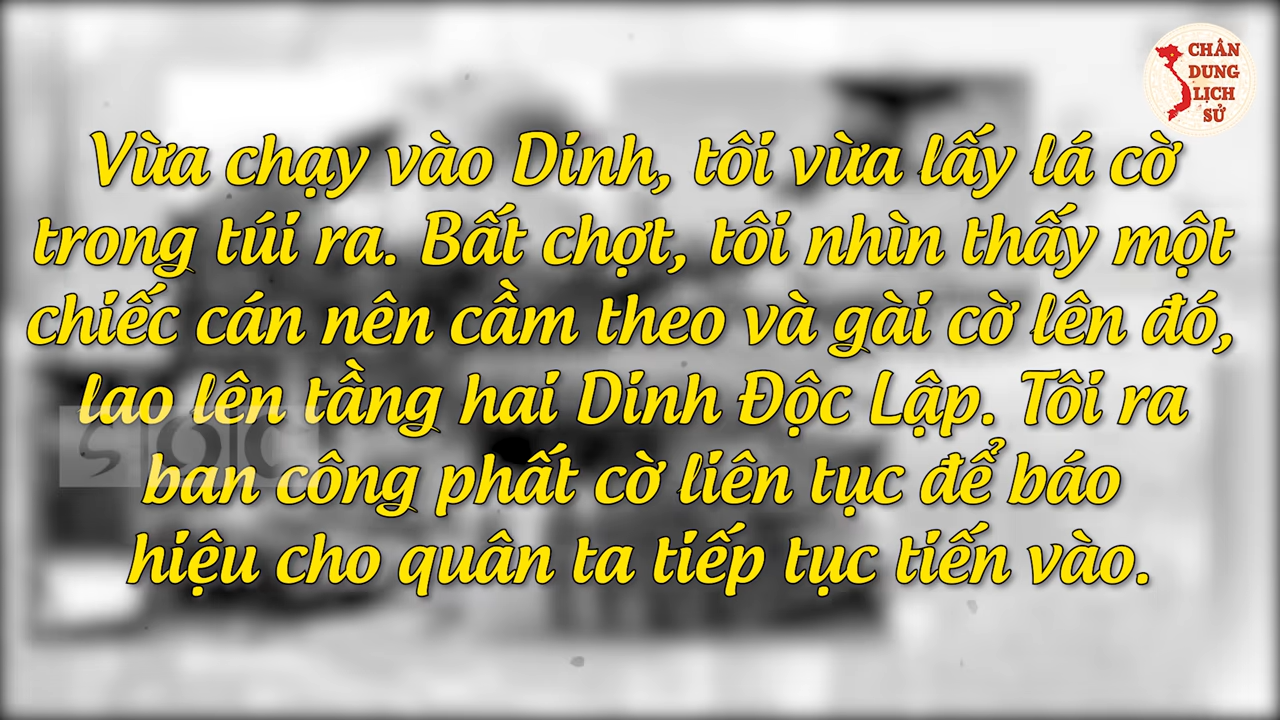 CHÂN
DUNG
LỊCH
SỬ
Vừa chạy vào Dinh, tôi vừa lấy lá cờ
trong túi ra. Bất chợt, tôi nhìn thấy một
chiếc cán nên cầm theo và gài cờ lên đó,
lao lên tầng hai Dinh Độc Lập. Tôi ra
ban công phất cờ liên tục để báo
hiệu cho quân ta tiếp tục tiến vào.